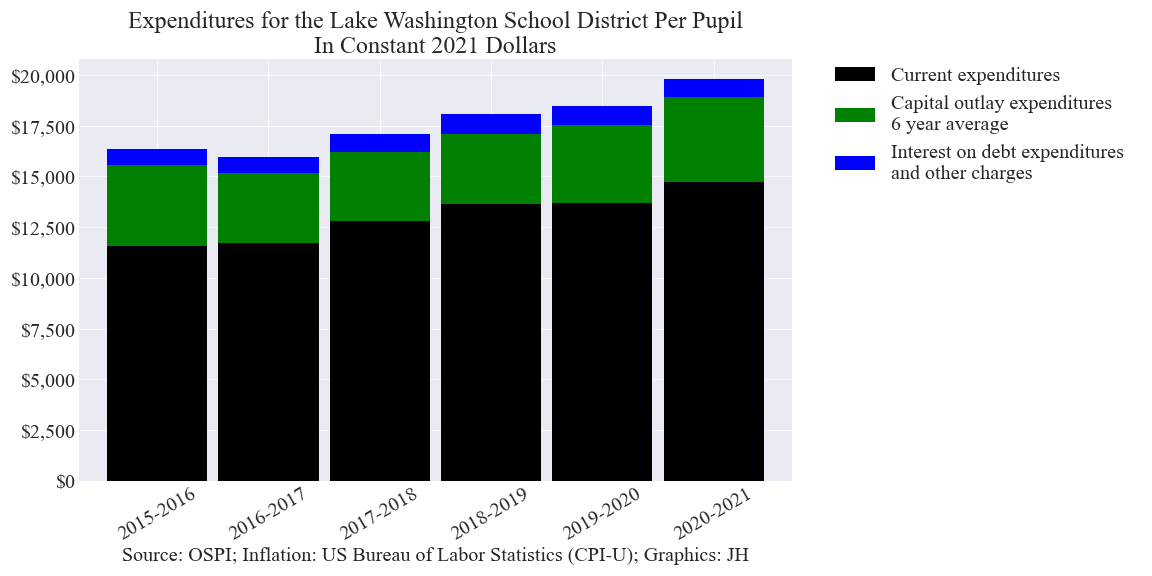 Expenditures for the Lake Washington School District Per Pupil
In Constant 2021 Dollars
$20,000
$17,500
$15,000
$12,500
$10,000
$7,500
$5,000
$2,500
$0
2015-2016
2016-2017
2017-2018
2018-2019
2019-2020
2020-2021
Source: OSPI; Inflation: US Bureau of Labor Statistics (CPI-U); Graphics: JH
Current expenditures
Capital outlay expenditures
6 year average
Interest on debt expenditures
and other charges